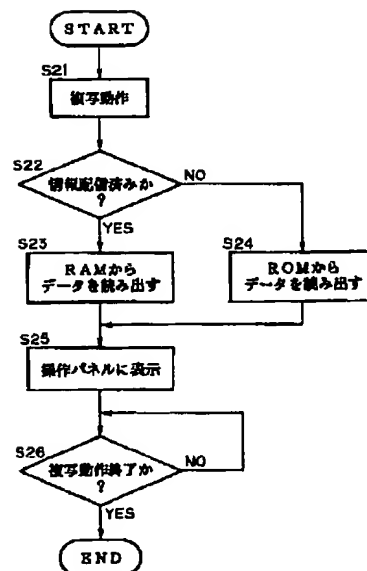 START
S21
複写動作
S22
情報配信済みか
?
NO
YES
S23
RAMから
データを読み出す
S24
ROMから
データを読み出す
S25
操作パネルに表示
S26
複写動作終了か
?
NO
YES
END